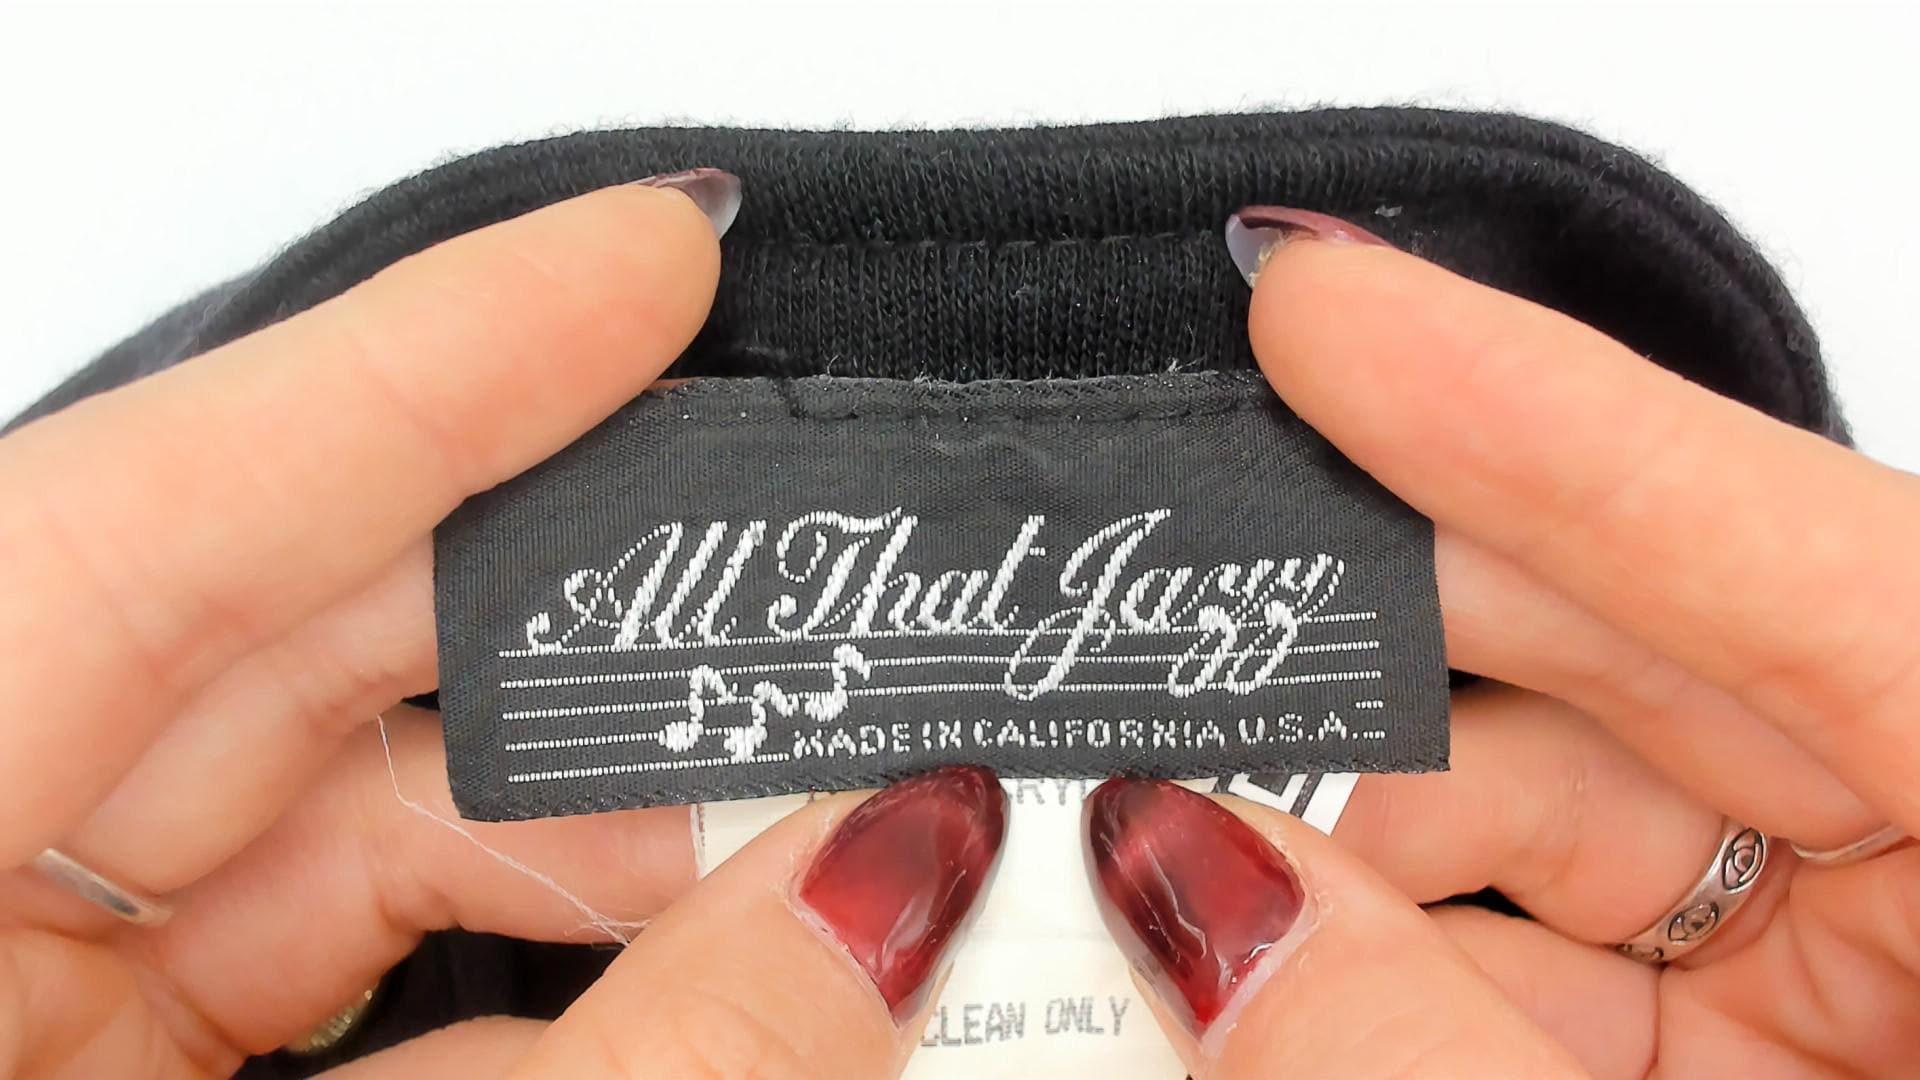 All That Jazz
MADE IN CALIFORNIA U.S.A.
CLEAN ONLY